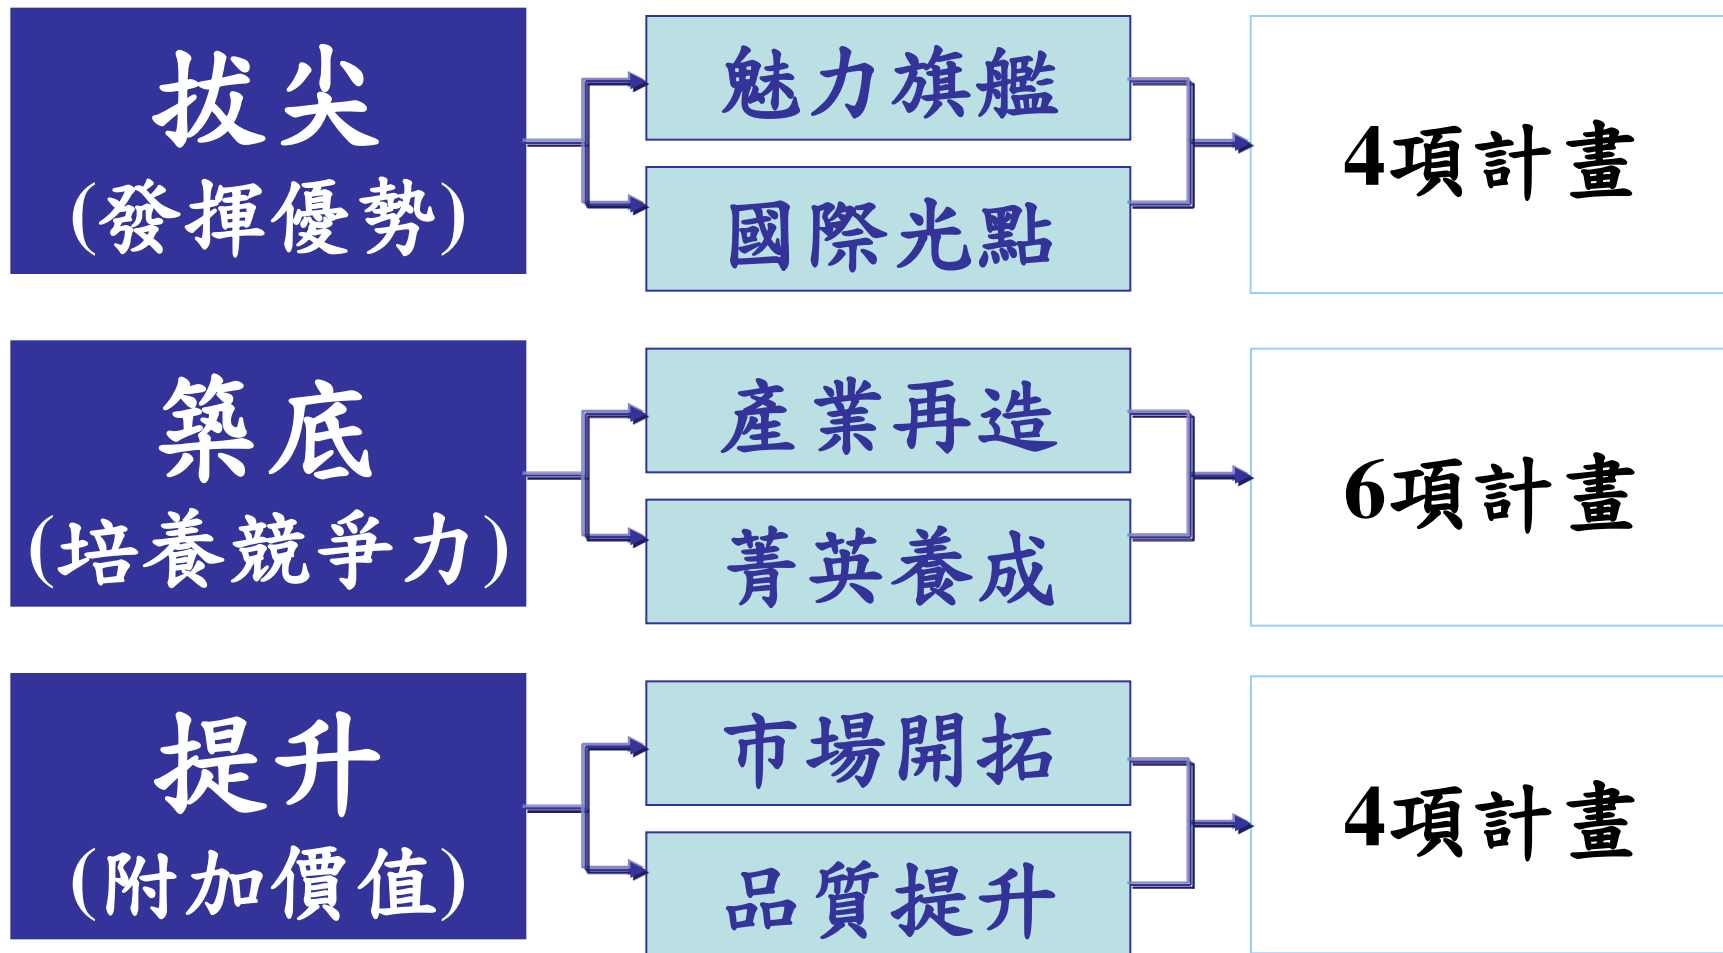 拔尖
(發揮優勢)
魅力旗艦
國際光點
4項計畫
築底
(培養競爭力)
產業再造
菁英養成
6項計畫
提升
(附加價值)
市場開拓
品質提升
4項計畫